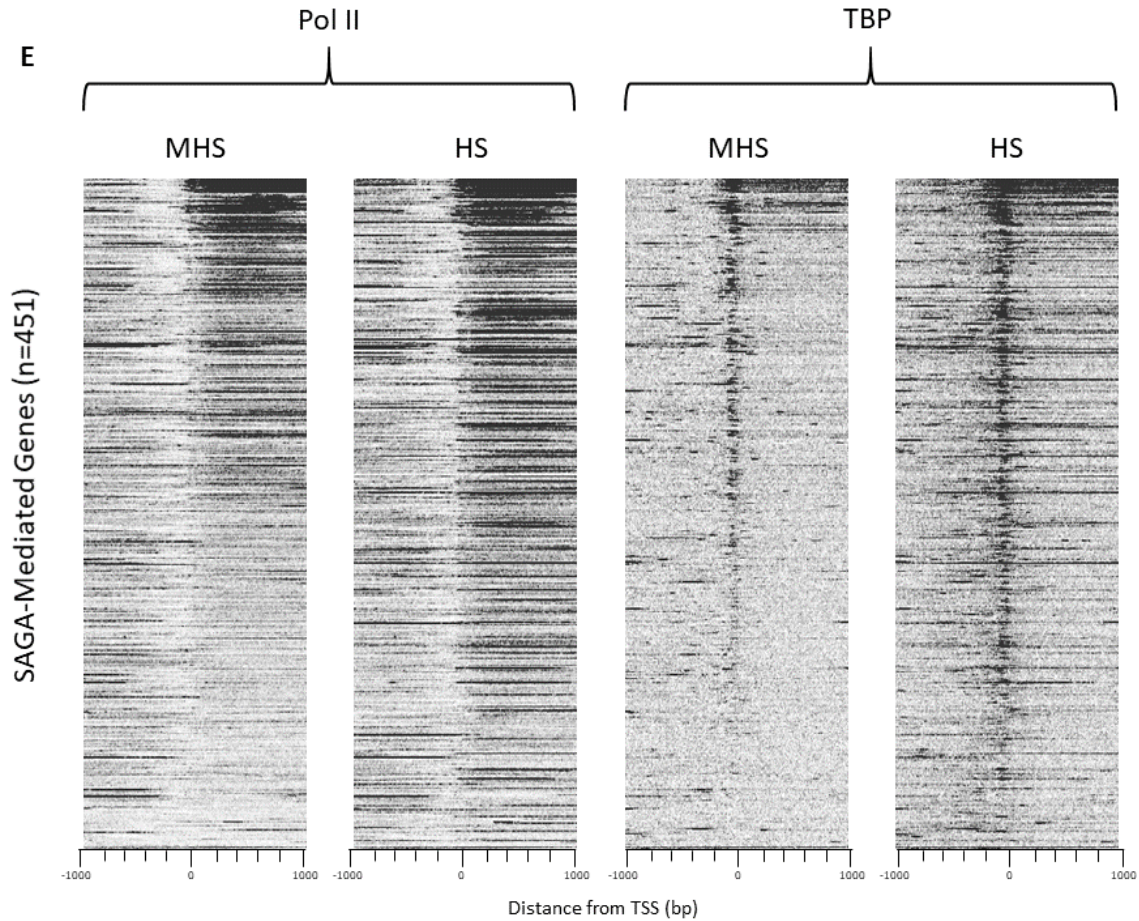 Pol II TBP
E
MHS HS MHS HS
SAGA-Mediated Genes (n=451)
-1000 0 1000 -1000 0 1000 -1000 0 1000 -1000 0 1000
Distance from TSS (bp)